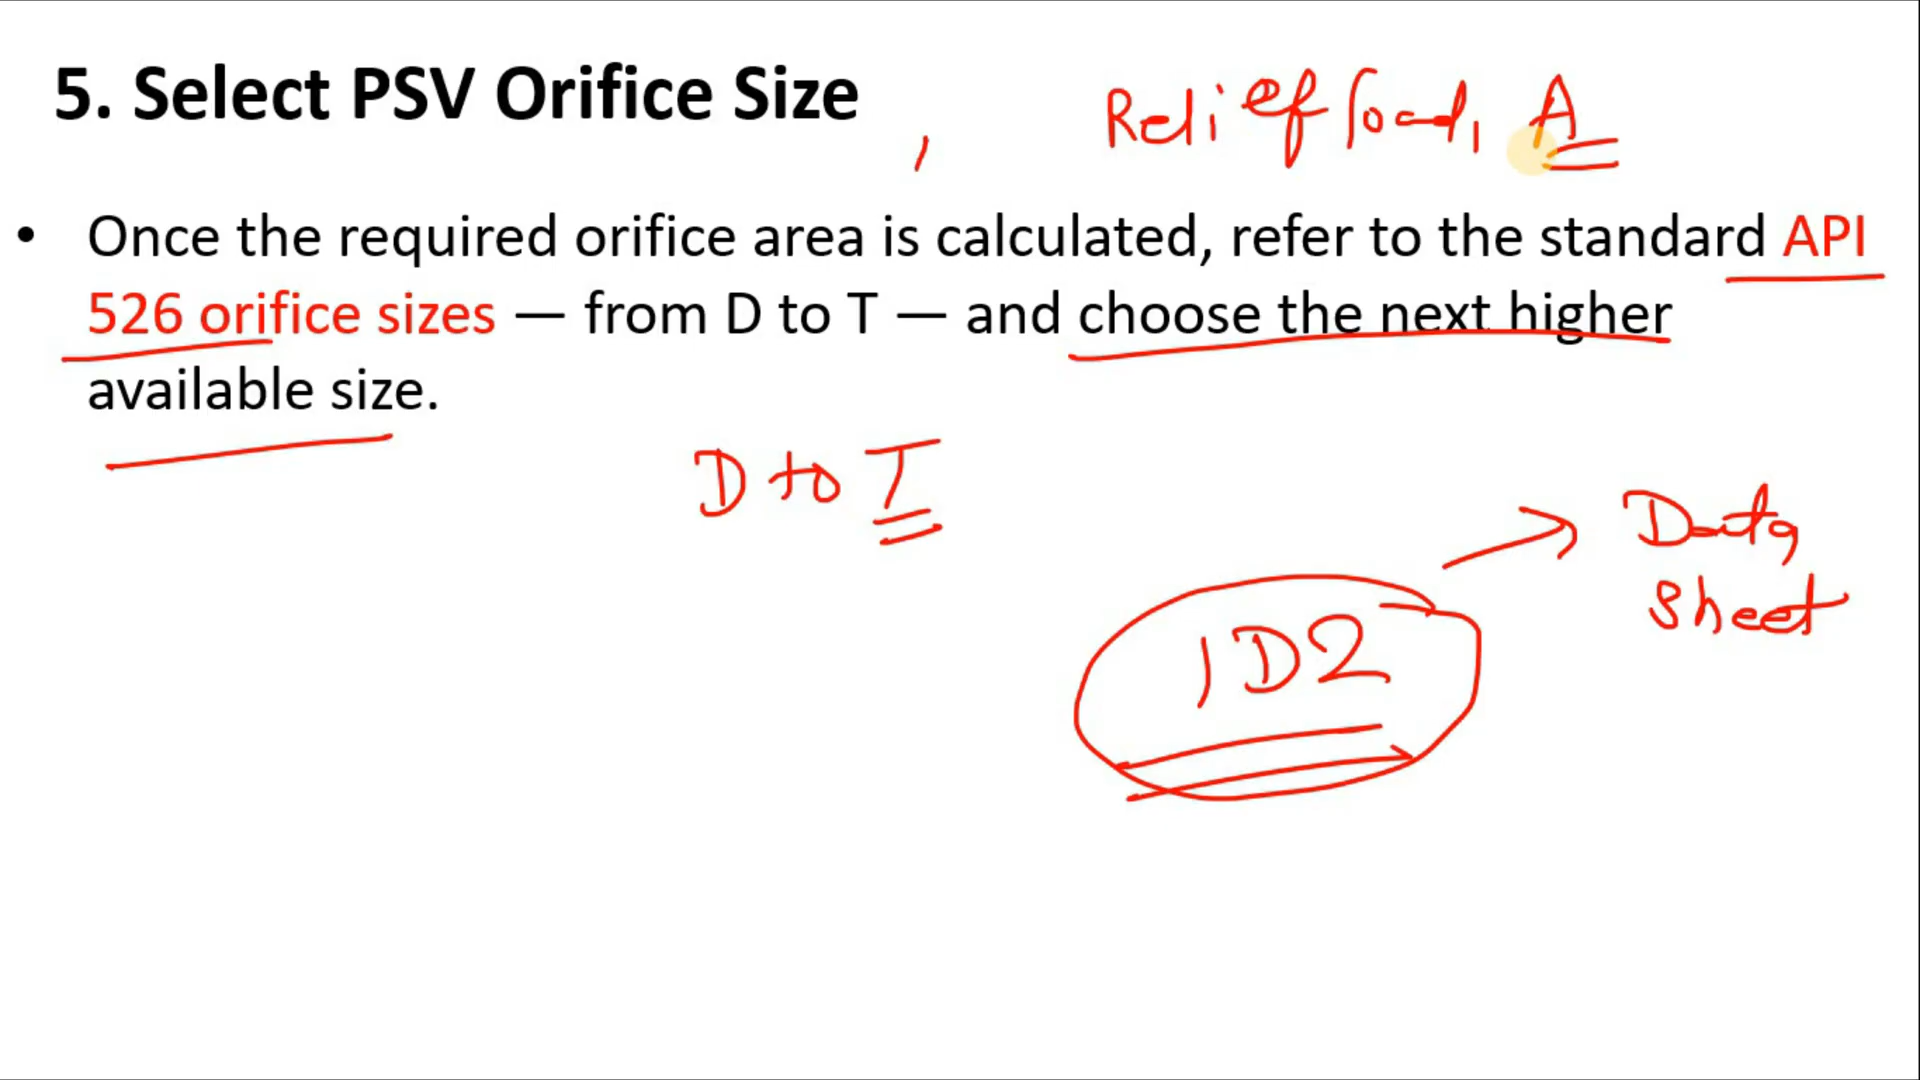 5. Select PSV Orifice Size
Relief load, A
• Once the required orifice area is calculated, refer to the standard API
526 orifice sizes — from D to T — and choose the next higher
available size.
D to T
Data
Sheet
1D2